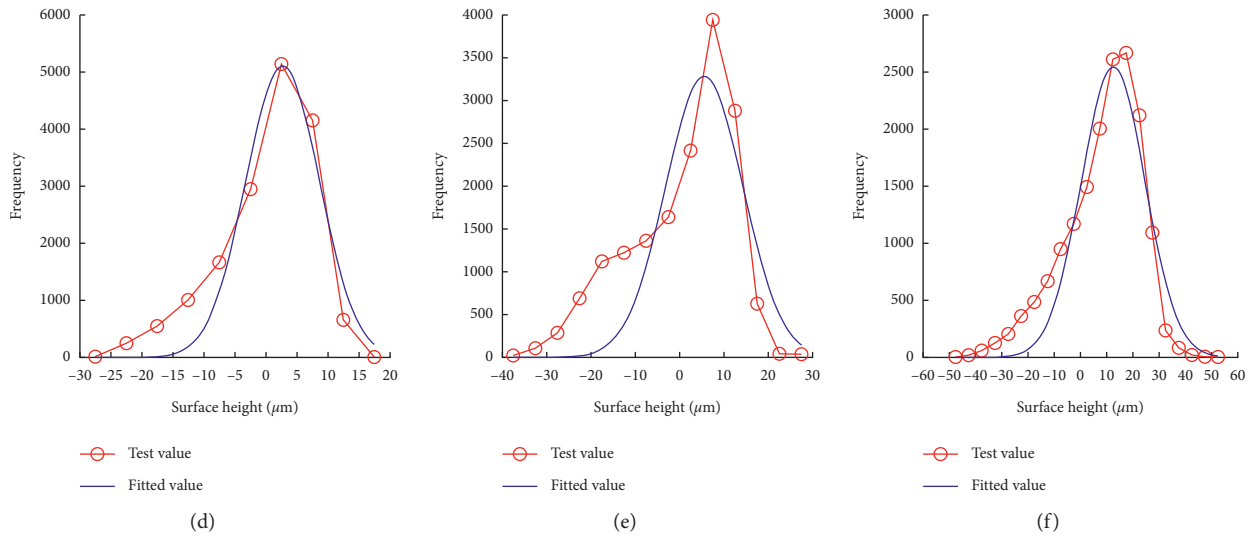 6000
5000
4000
3000
2000
1000
0
Frequency
−30 −25 −20 −15 −10 −5 0 5 10 15 20
Surface height (μm)
Test value
Fitted value
(d)
4000
3500
3000
2500
2000
1500
1000
500
0
Frequency
−40 −30 −20 −10 0 10 20 30
Surface height (μm)
Test value
Fitted value
(e)
3000
2500
2000
1500
1000
500
0
Frequency
−60 −50 −40 −30 −20 −10 0 10 20 30 40 50 60
Surface height (μm)
Test value
Fitted value
(f)